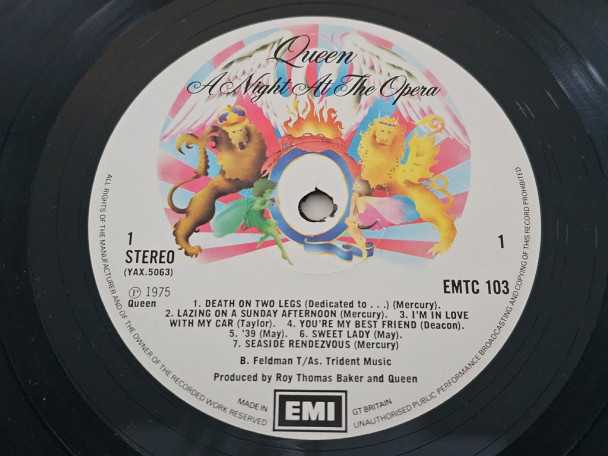 Queen
A Night At The Opera
1
STEREO
(YAX.5063)
1
EMTC 103
℗ 1975
Queen
1. DEATH ON TWO LEGS (Dedicated to . . .) (Mercury).
2. LAZING ON A SUNDAY AFTERNOON (Mercury). 3. I'M IN LOVE
WITH MY CAR (Taylor). 4. YOU'RE MY BEST FRIEND (Deacon).
5. '39 (May). 6. SWEET LADY (May).
7. SEASIDE RENDEZVOUS (Mercury)
B. Feldman T/As. Trident Music
Produced by Roy Thomas Baker and Queen
ALL RIGHTS OF THE MANUFACTURER AND OF THE OWNER OF THE RECORDED WORK RESERVED
UNAUTHORISED PUBLIC PERFORMANCE BROADCASTING AND COPYING OF THIS RECORD PROHIBITED
MADE IN
EMI
GT BRITAIN